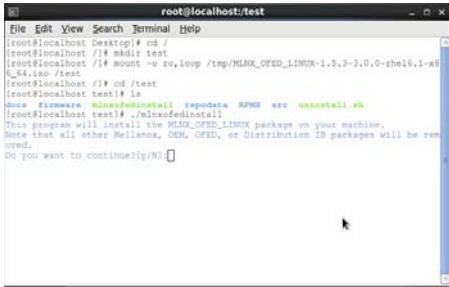 root@localhost:/test
File Edit View Search Terminal Help
[root@localhost Desktop]# cd /
[root@localhost /]# mkdir test
[root@localhost /]# mount -o ro,loop /tmp/MLNX_OFED_LINUX-1.5.3-3.0.0-rhel6.1-x8
6_64.iso /test
[root@localhost /]# cd /test
[root@localhost test]# ls
docs firmware mlnxofedinstall repodata RPMS src uninstall.sh
[root@localhost test]# ./mlnxofedinstall
This program will install the MLNX_OFED_LINUX package on your machine.
Note that all other Mellanox, OEM, OFED, or Distribution IB packages will be rem
oved.
Do you want to continue?[y/N]: